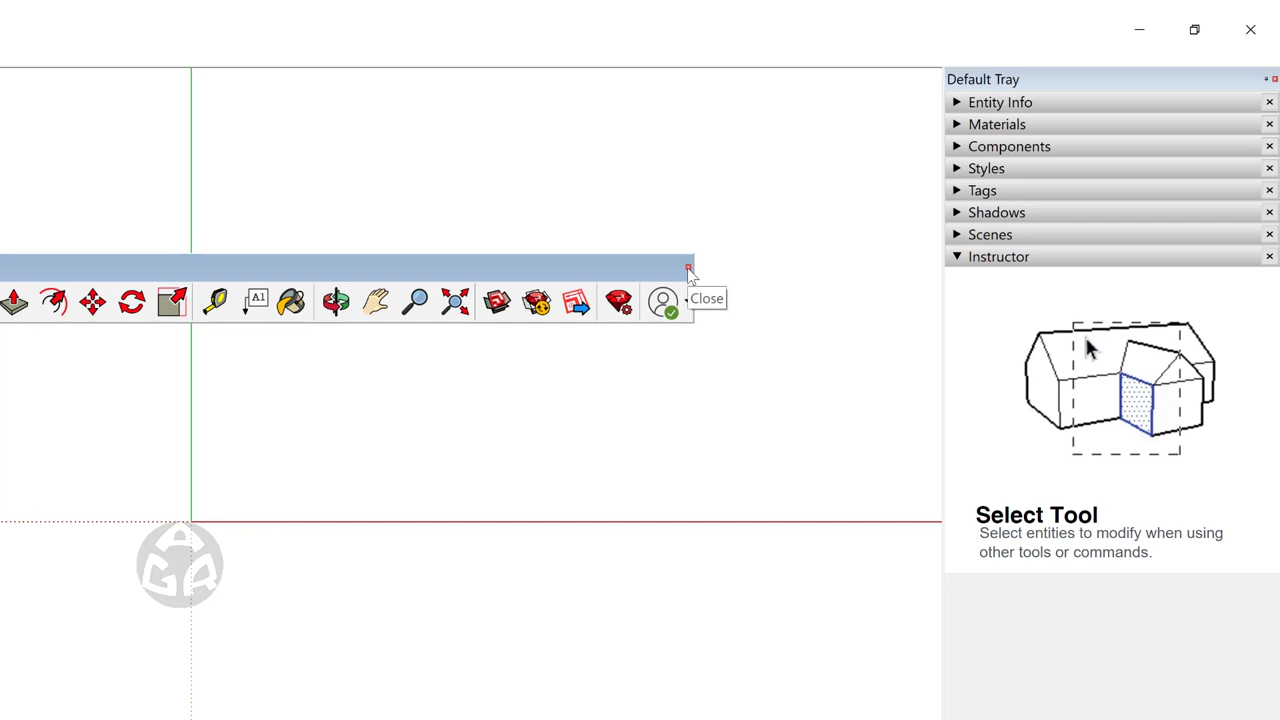 Default Tray
Entity Info
Materials
Components
Styles
Tags
Shadows
Scenes
Instructor
A1
Close
Select Tool
Select entities to modify when using
other tools or commands.